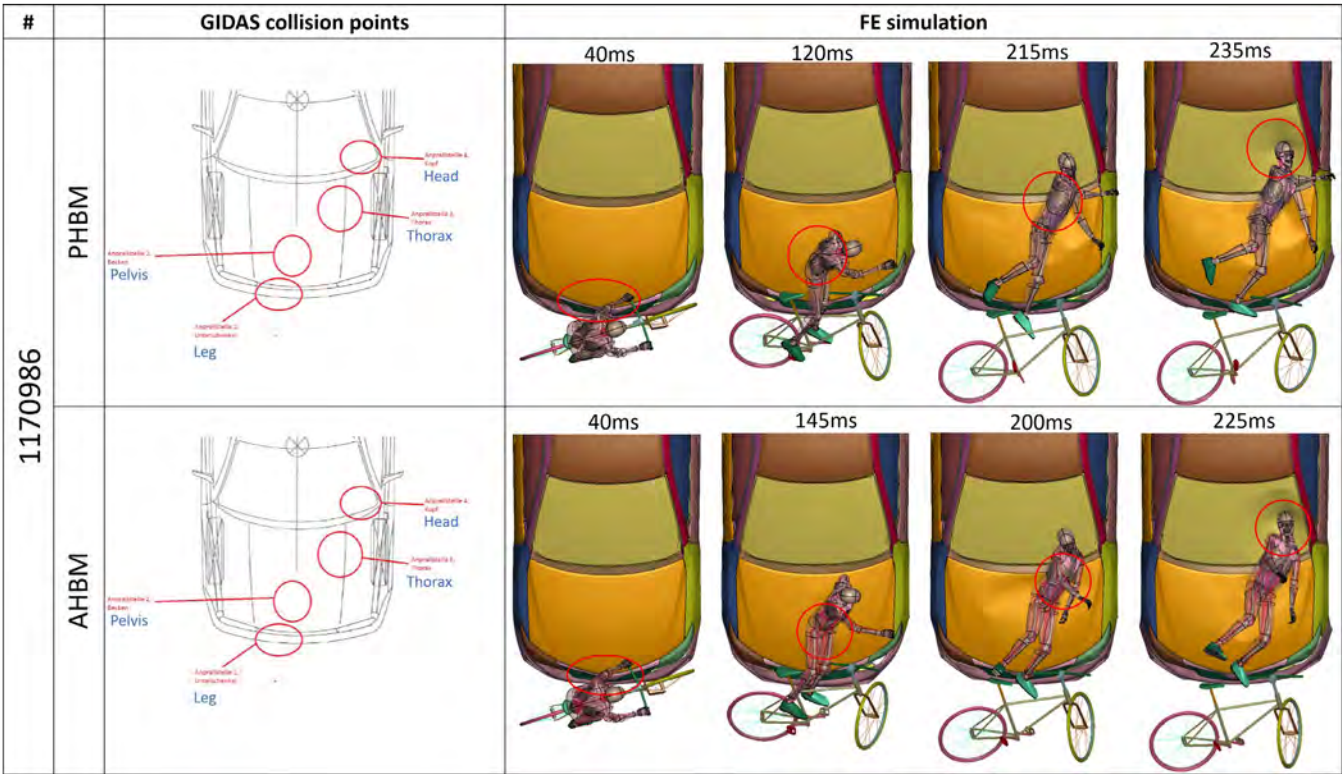 # GIDAS collision points FE simulation
1170986
PHBM
Head
Thorax
Pelvis
Leg
40ms 120ms 215ms 235ms
AHBM
Head
Thorax
Pelvis
Leg
40ms 145ms 200ms 225ms